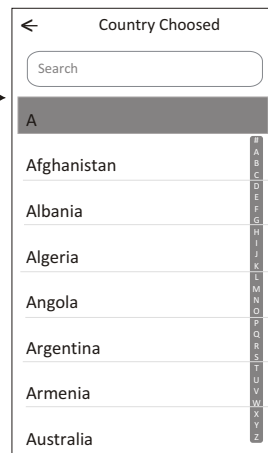 Country Choosed
Search
A
Afghanistan
Albania
Algeria
Angola
Argentina
Armenia
Australia
#
A
B
C
D
E
F
G
H
I
J
K
L
M
N
O
P
Q
R
S
T
U
V
W
X
Y
Z